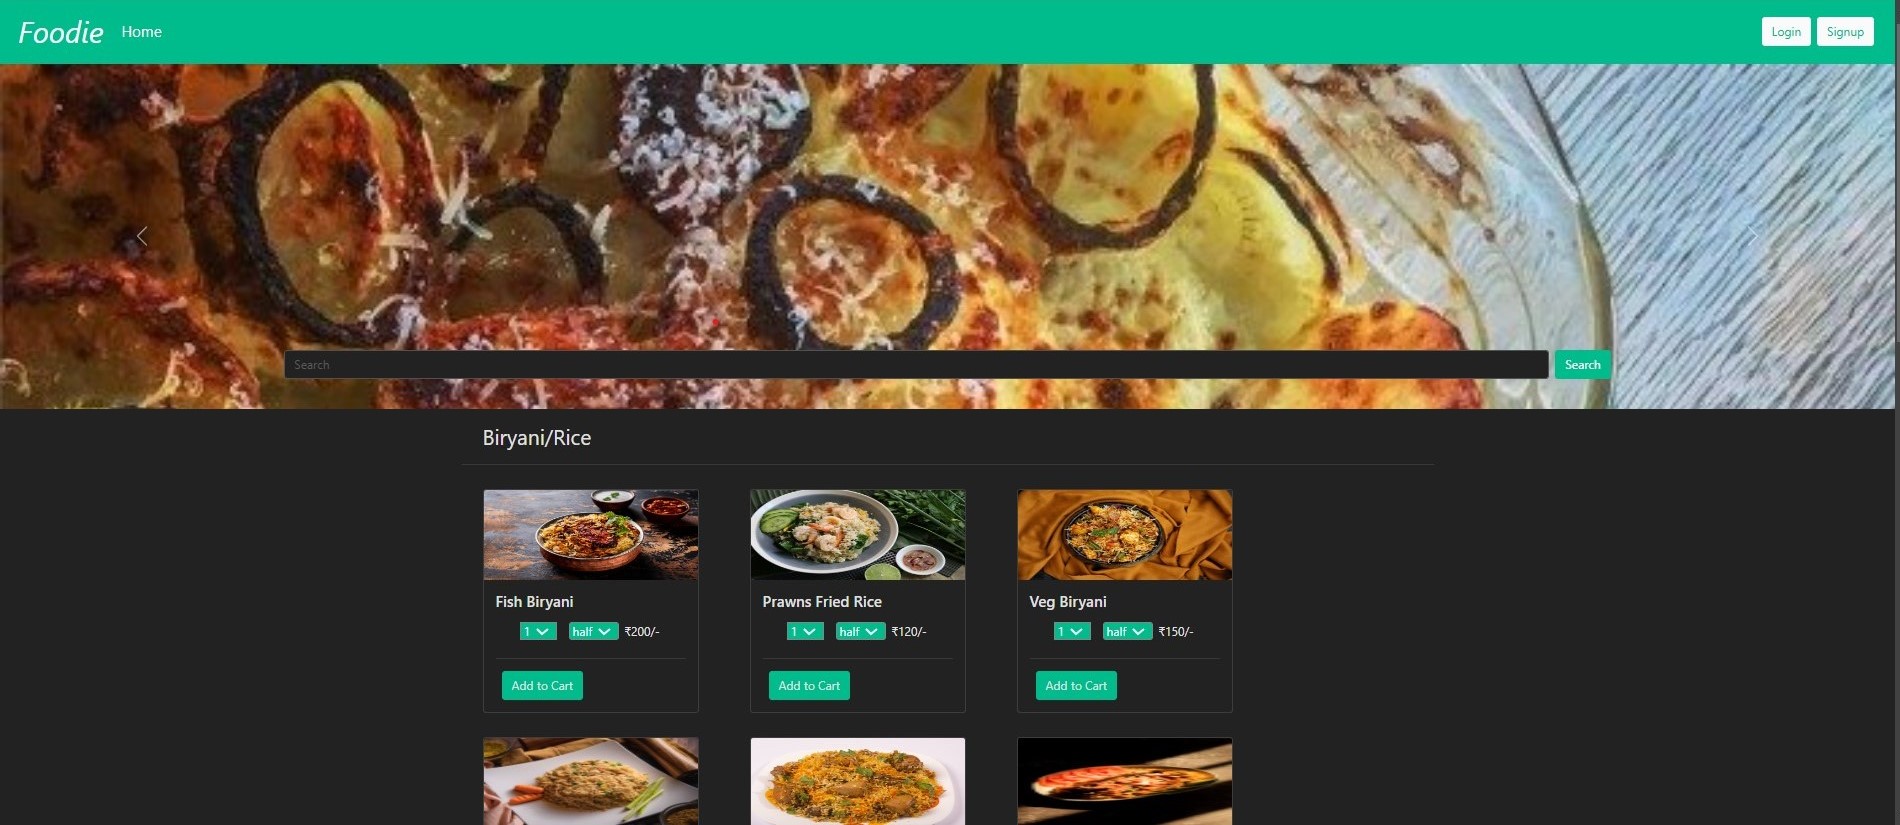 Foodie Home Login Signup
Search Search
Biryani/Rice
Fish Biryani
1 half ₹200/-
Add to Cart
Prawns Fried Rice
1 half ₹120/-
Add to Cart
Veg Biryani
1 half ₹150/-
Add to Cart